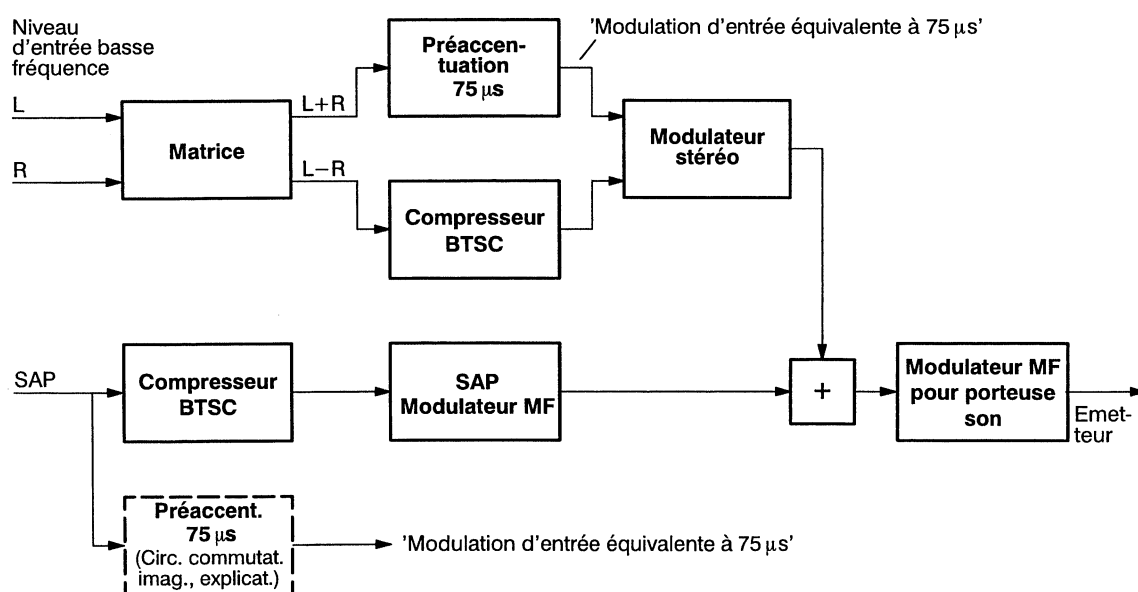 Niveau
d'entrée basse
fréquence
L
R
Matrice
L+R
L−R
Préaccen-
tuation
75 µs
'Modulation d'entrée équivalente à 75 µs'
Compresseur
BTSC
Modulateur
stéréo
SAP
Compresseur
BTSC
SAP
Modulateur MF
+
Modulateur MF
pour porteuse
son
Emet-
teur
Préaccent.
75 µs
(Circ. commutat.
imag., explicat.)
'Modulation d'entrée équivalente à 75 µs'